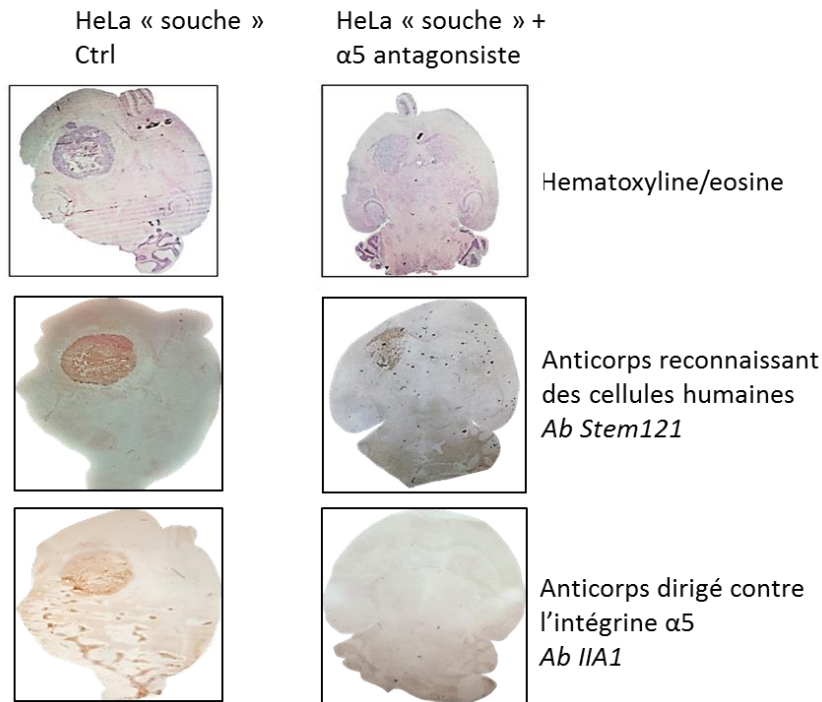 HeLa « souche »
Ctrl
HeLa « souche » +
α5 antagonsiste
Hematoxyline/eosine
Anticorps reconnaissant
des cellules humaines
Ab Stem121
Anticorps dirigé contre
l’intégrine α5
Ab IIA1